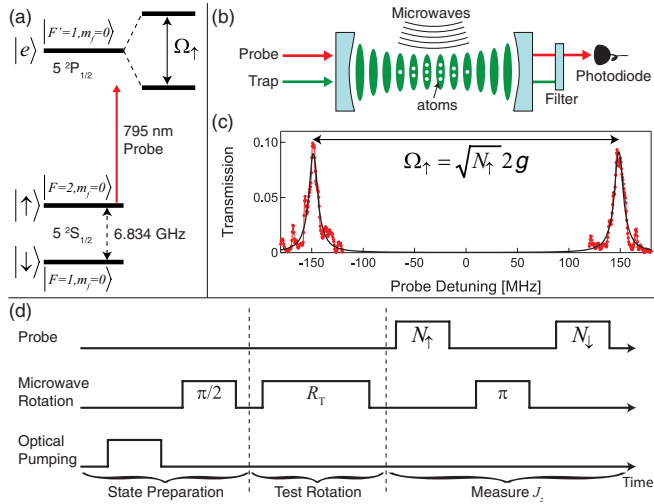 (a)
|F'=1,m_f=0⟩
|e⟩
5 ²P₁/₂
Ω↑
795 nm
Probe
|F=2,m_f=0⟩
|↑⟩
5 ²S₁/₂
6.834 GHz
|↓⟩
|F=1,m_f=0⟩
(b)
Microwaves
Probe
Trap
atoms
Filter
Photodiode
(c)
Transmission
0.10
0.05
0
Ω↑ = √N↑ 2g
-150 -100 -50 0 50 100 150
Probe Detuning [MHz]
(d)
Probe
N↑
N↓
Microwave
Rotation
π/2
R_T
π
Optical
Pumping
Time
State Preparation
Test Rotation
Measure J_z